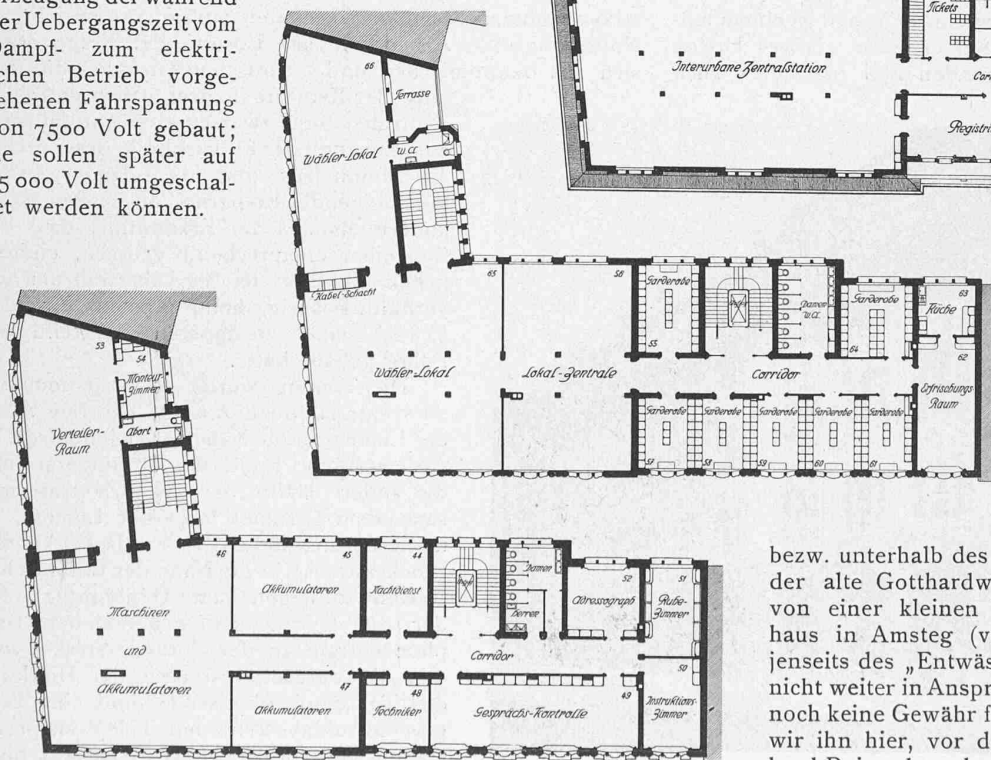 der Uebergangszeit vom
Dampf- zum elektri-
schen Betrieb vorge-
sehenen Fahrspannung
von 7500 Volt gebaut;
sie sollen später auf
15 000 Volt umgeschal-
tet werden können.
Tickets
Interurbane Zentralstation
Cor
Registri
66
Terrasse
Wähler-Lokal
W.Cl.
Kabel-Schacht
65
56
Garderobe
55
Damen
W.Cl.
Garderobe
64
Küche
63
62
Wähler-Lokal
Lokal-Zentrale
Corridor
Erfrischungs-
Raum
Garderobe
Garderobe
Garderobe
Garderobe
Garderobe
57
58
59
60
61
53
54
Monteur-
Zimmer
Abort
Verteiler-
Raum
46
45
44
Akkumulatoren
Nachtdienst
Damen
Herren
52
Adressograph
51
Ruhe-
Zimmer
Maschinen
und
Akkumulatoren
Corridor
50
47
48
49
Akkumulatoren
Techniker
Gesprächs-Kontrolle
Instruktions-
Zimmer
bezw. unterhalb des
der alte Gotthardw
von einer kleinen
haus in Amsteg (v
jenseits des „Entwäs
nicht weiter in Anspr
noch keine Gewähr f
wir ihn hier, vor d